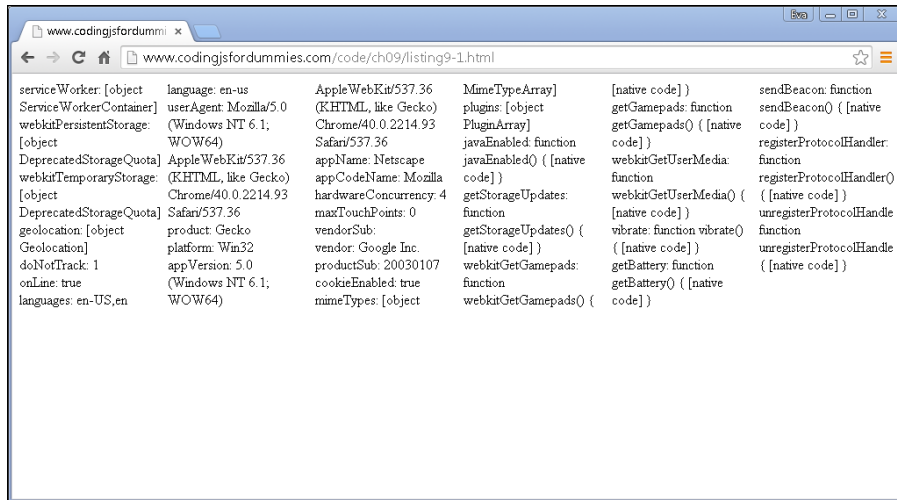 Eva
www.codingjsfordummi
www.codingjsfordummies.com/code/ch09/listing9-1.html
serviceWorker: [object
ServiceWorkerContainer]
webkitPersistentStorage:
[object
DeprecatedStorageQuota]
webkitTemporaryStorage:
[object
DeprecatedStorageQuota]
geolocation: [object
Geolocation]
doNotTrack: 1
onLine: true
languages: en-US,en
language: en-us
userAgent: Mozilla/5.0
(Windows NT 6.1;
WOW64)
AppleWebKit/537.36
(KHTML, like Gecko)
Chrome/40.0.2214.93
Safari/537.36
product: Gecko
platform: Win32
appVersion: 5.0
(Windows NT 6.1;
WOW64)
AppleWebKit/537.36
(KHTML, like Gecko)
Chrome/40.0.2214.93
Safari/537.36
appName: Netscape
appCodeName: Mozilla
hardwareConcurrency: 4
maxTouchPoints: 0
vendorSub:
vendor: Google Inc.
productSub: 20030107
cookieEnabled: true
mimeTypes: [object
MimeTypeArray]
plugins: [object
PluginArray]
javaEnabled: function
javaEnabled() { [native
code] }
getStorageUpdates:
function
getStorageUpdates() {
[native code] }
webkitGetGamepads:
function
webkitGetGamepads() {
[native code] }
getGamepads: function
getGamepads() { [native
code] }
webkitGetUserMedia:
function
webkitGetUserMedia() {
[native code] }
vibrate: function vibrate()
{ [native code] }
getBattery: function
getBattery() { [native
code] }
sendBeacon: function
sendBeacon() { [native
code] }
registerProtocolHandler:
function
registerProtocolHandler()
{ [native code] }
unregisterProtocolHandle
function
unregisterProtocolHandle
{ [native code] }